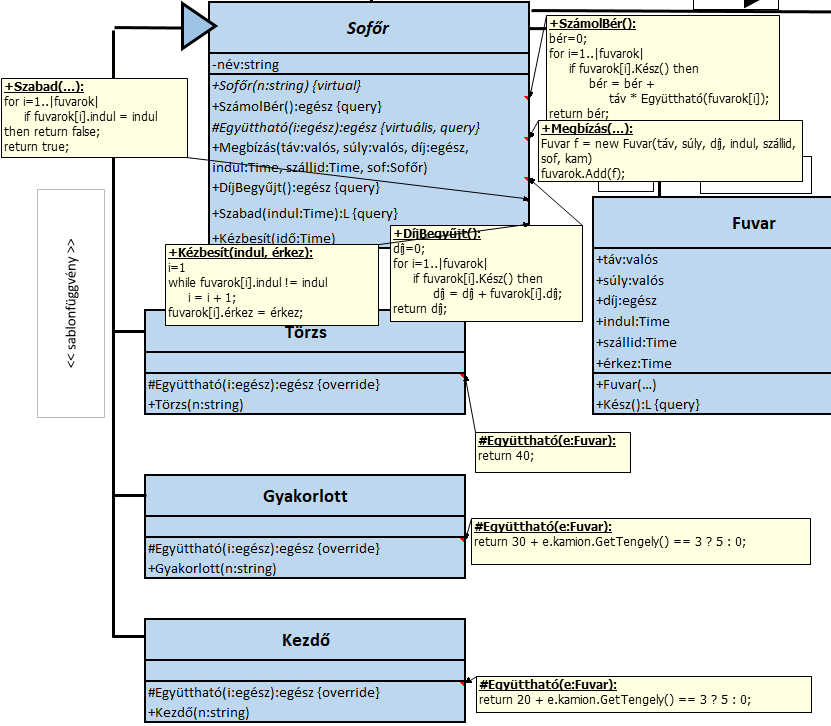 Sofőr
-név:string
+Sofőr(n:string) {virtual}
+SzámolBér():egész {query}
#Együttható(i:egész):egész {virtuális, query}
+Megbízás(táv:valós, súly:valós, díj:egész,
indul:Time, szállid:Time, sof:Sofőr)
+DíjBegyűjt():egész {query}
+Szabad(indul:Time):L {query}
+Kézbesít(idő:Time)
+Szabad(...):
for i=1..|fuvarok|
if fuvarok[i].indul = indul
then return false;
return true;
+SzámolBér():
bér=0;
for i=1..|fuvarok|
if fuvarok[i].Kész() then
bér = bér +
táv * Együttható(fuvarok[i]);
return bér;
+Megbízás(...):
Fuvar f = new Fuvar(táv, súly, díj, indul, szállid,
sof, kam)
fuvarok.Add(f);
+Kézbesít(indul, érkez):
i=1
while fuvarok[i].indul != indul
i = i + 1;
fuvarok[i].érkez = érkez;
+DíjBegyűjt():
díj=0;
for i=1..|fuvarok|
if fuvarok[i].Kész() then
díj = díj + fuvarok[i].díj;
return díj;
Fuvar
+táv:valós
+súly:valós
+díj:egész
+indul:Time
+szállid:Time
+érkez:Time
+Fuvar(...)
+Kész():L {query}
<< sablonfüggvény >>
Törzs
#Együttható(i:egész):egész {override}
+Törzs(n:string)
#Együttható(e:Fuvar):
return 40;
Gyakorlott
#Együttható(i:egész):egész {override}
+Gyakorlott(n:string)
#Együttható(e:Fuvar):
return 30 + e.kamion.GetTengely() == 3 ? 5 : 0;
Kezdő
#Együttható(i:egész):egész {override}
+Kezdő(n:string)
#Együttható(e:Fuvar):
return 20 + e.kamion.GetTengely() == 3 ? 5 : 0;